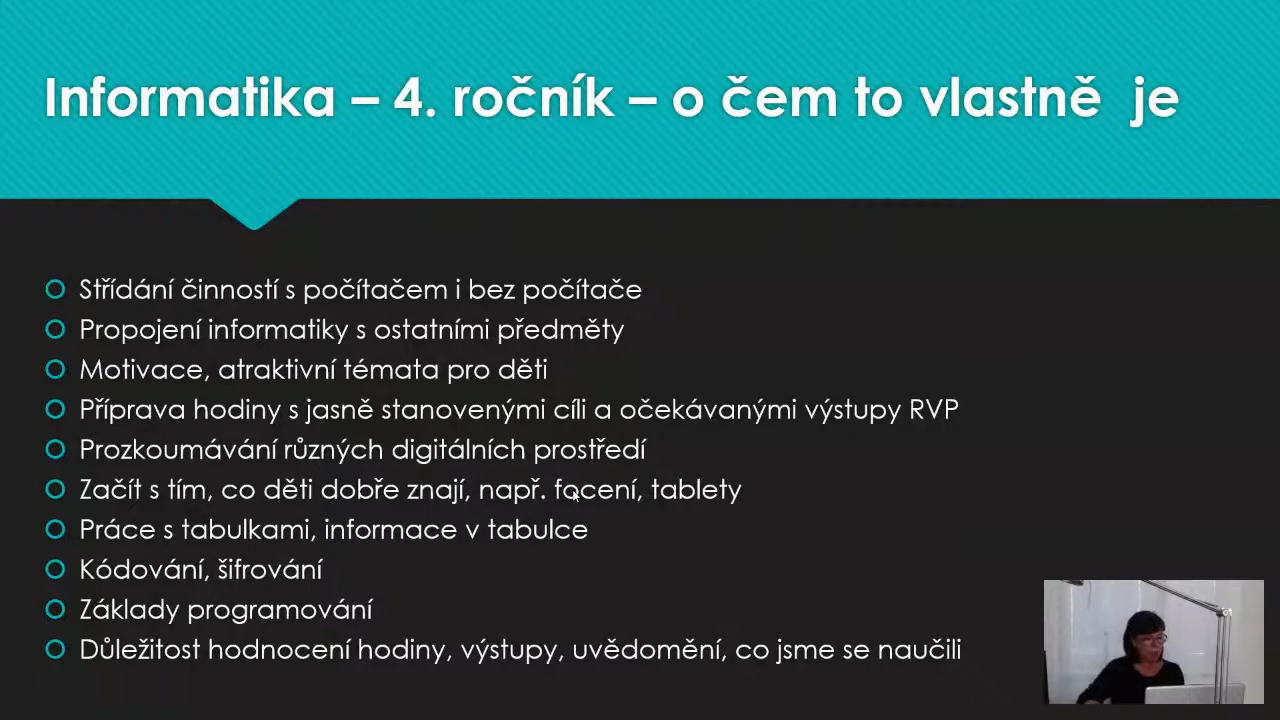 Informatika – 4. ročník – o čem to vlastně je
Střídání činností s počítačem i bez počítače
Propojení informatiky s ostatními předměty
Motivace, atraktivní témata pro děti
Příprava hodiny s jasně stanovenými cíli a očekávanými výstupy RVP
Prozkoumávání různých digitálních prostředí
Začít s tím, co děti dobře znají, např. focení, tablety
Práce s tabulkami, informace v tabulce
Kódování, šifrování
Základy programování
Důležitost hodnocení hodiny, výstupy, uvědomění, co jsme se naučili